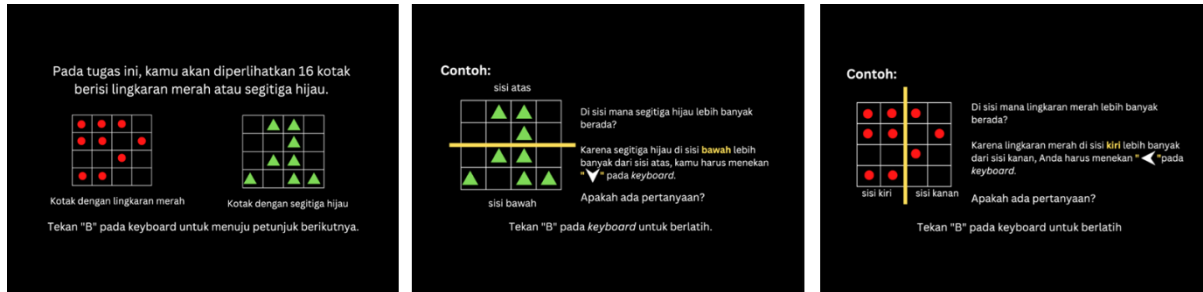 Pada tugas ini, kamu akan diperlihatkan 16 kotak
berisi lingkaran merah atau segitiga hijau.
Kotak dengan lingkaran merah
Kotak dengan segitiga hijau
Tekan "B" pada keyboard untuk menuju petunjuk berikutnya.
Contoh:
sisi atas
sisi bawah
Di sisi mana segitiga hijau lebih banyak
berada?
Karena segitiga hijau di sisi bawah lebih
banyak dari sisi atas, kamu harus menekan
" " pada keyboard.
Apakah ada pertanyaan?
Tekan "B" pada keyboard untuk berlatih.
Contoh:
sisi kiri
sisi kanan
Di sisi mana lingkaran merah lebih banyak
berada?
Karena lingkaran merah di sisi kiri lebih banyak
dari sisi kanan, Anda harus menekan " "pada
keyboard.
Apakah ada pertanyaan?
Tekan "B" pada keyboard untuk berlatih